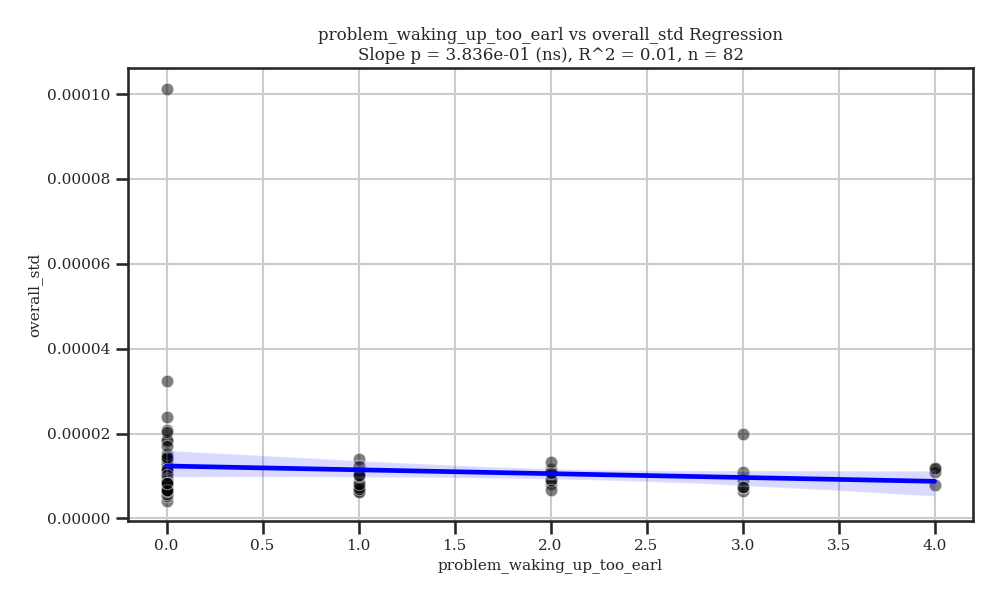 problem_waking_up_too_earl vs overall_std Regression
Slope p = 3.836e-01 (ns), R^2 = 0.01, n = 82
0.00010
0.00008
0.00006
0.00004
0.00002
0.00000
overall_std
0.0 0.5 1.0 1.5 2.0 2.5 3.0 3.5 4.0
problem_waking_up_too_earl